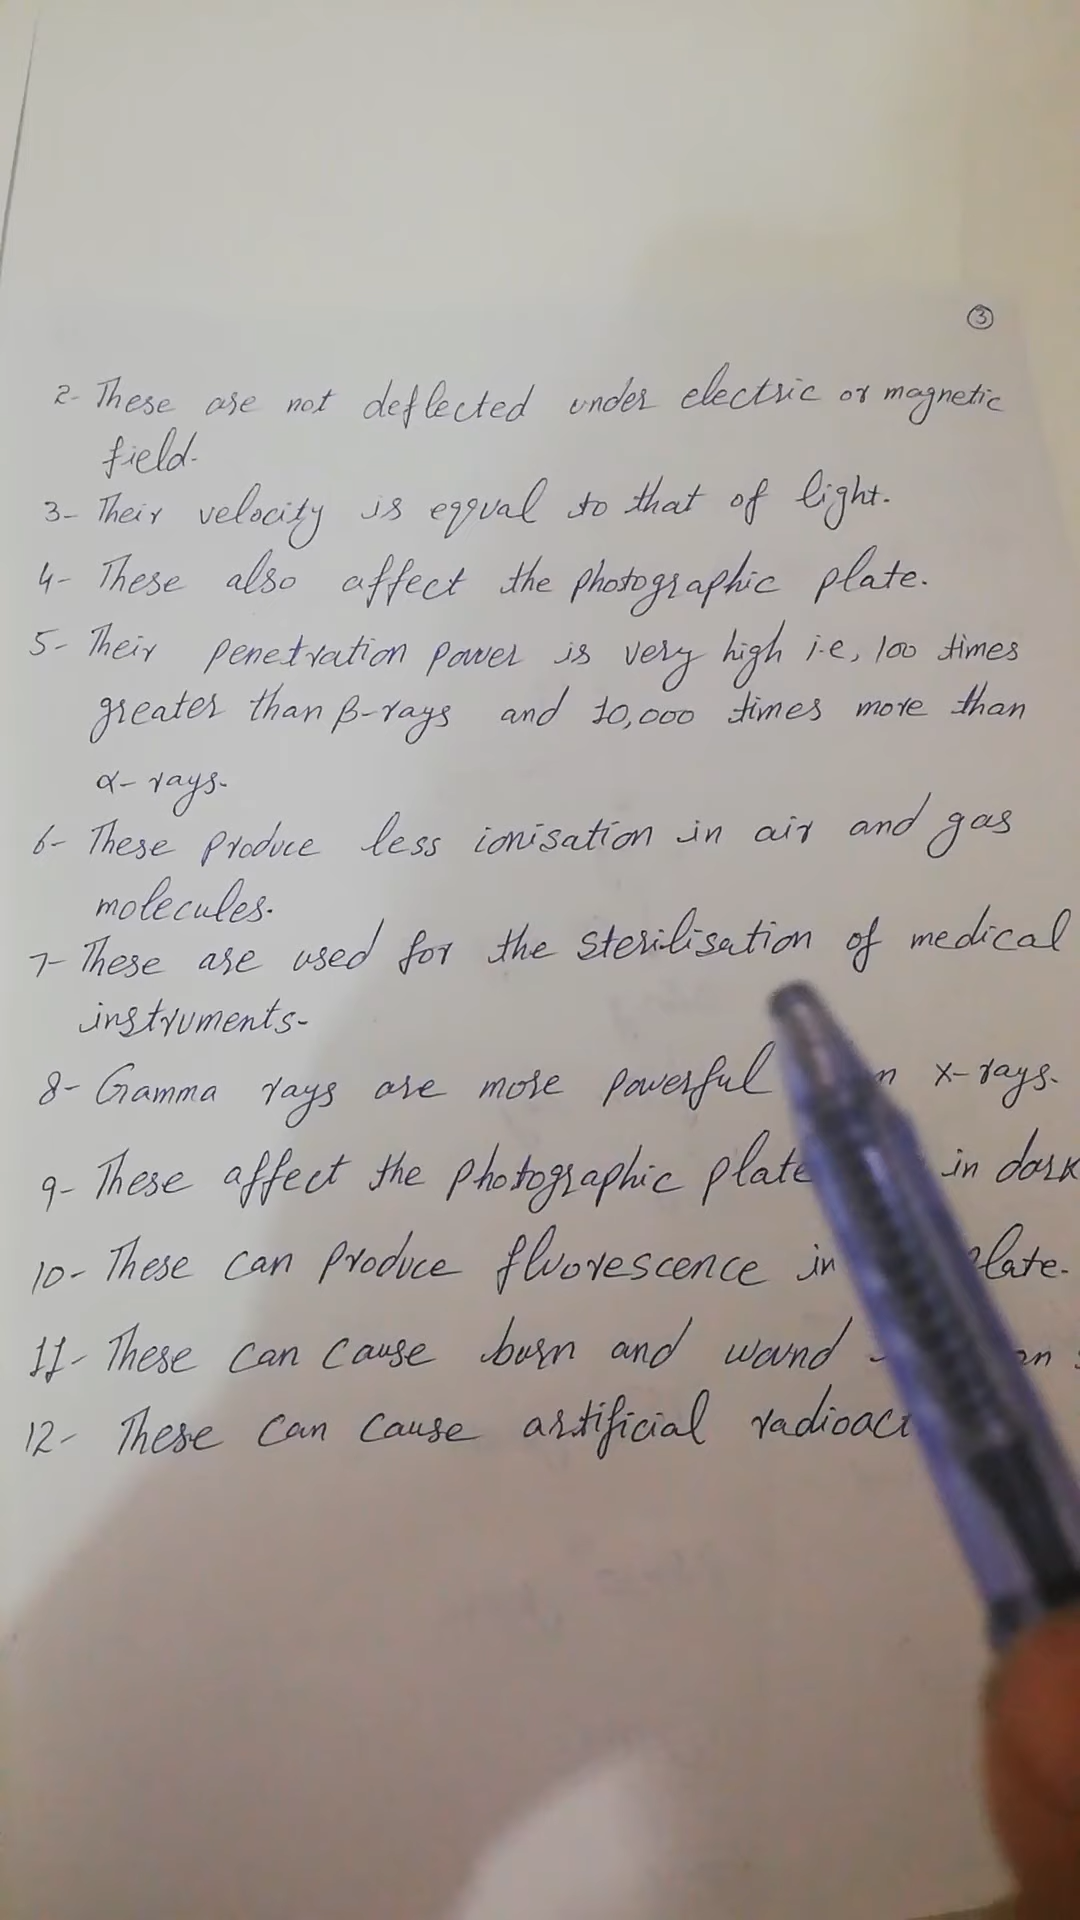 ③
2- These are not deflected under electric or magnetic
field.
3- Their velocity is eqqual to that of light.
4- These also affect the photographic plate.
5- Their penetration power is very high i.e, 100 times
greater than β-rays and 10,000 times more than
α- rays.
6- These produce less ionisation in air and gas
molecules.
7- These are used for the sterilisation of medical
instruments-
8- Gamma rays are more powerful x-rays.
9- These affect the photographic plate in dark
10- These can produce fluorescence in
11- These can cause burn and wound
12- These can cause artificial